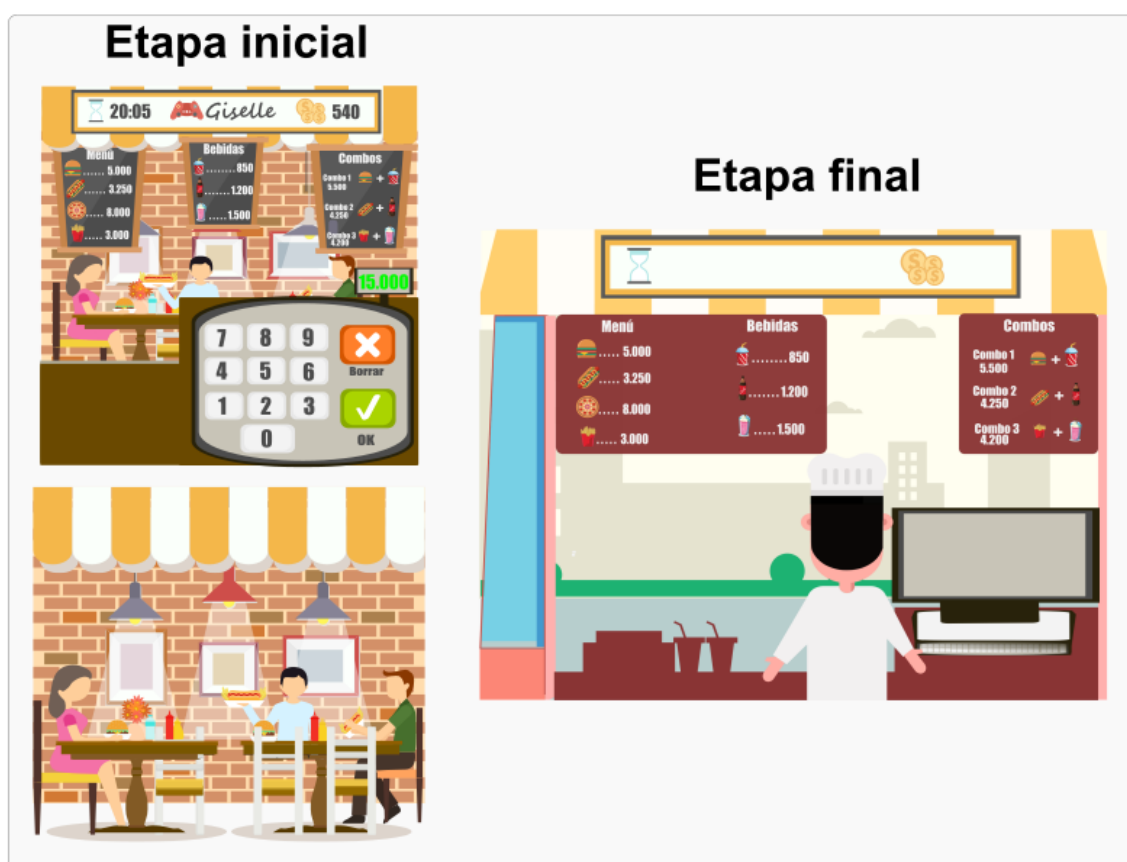 Etapa inicial
20:05 Giselle 540
Menú
..... 5.000
..... 3.250
..... 8.000
..... 3.000
Bebidas
........850
.......1.200
.....1.500
Combos
Combo 1 +
5.500
Combo 2 +
4.250
Combo 3 +
4.200
15.000
7 8 9
Borrar
4 5 6
1 2 3
0 OK
Etapa final
Menú
..... 5.000
..... 3.250
..... 8.000
..... 3.000
Bebidas
........ 850
.......1.200
.....1.500
Combos
Combo 1 +
5.500
Combo 2 +
4.250
Combo 3 +
4.200